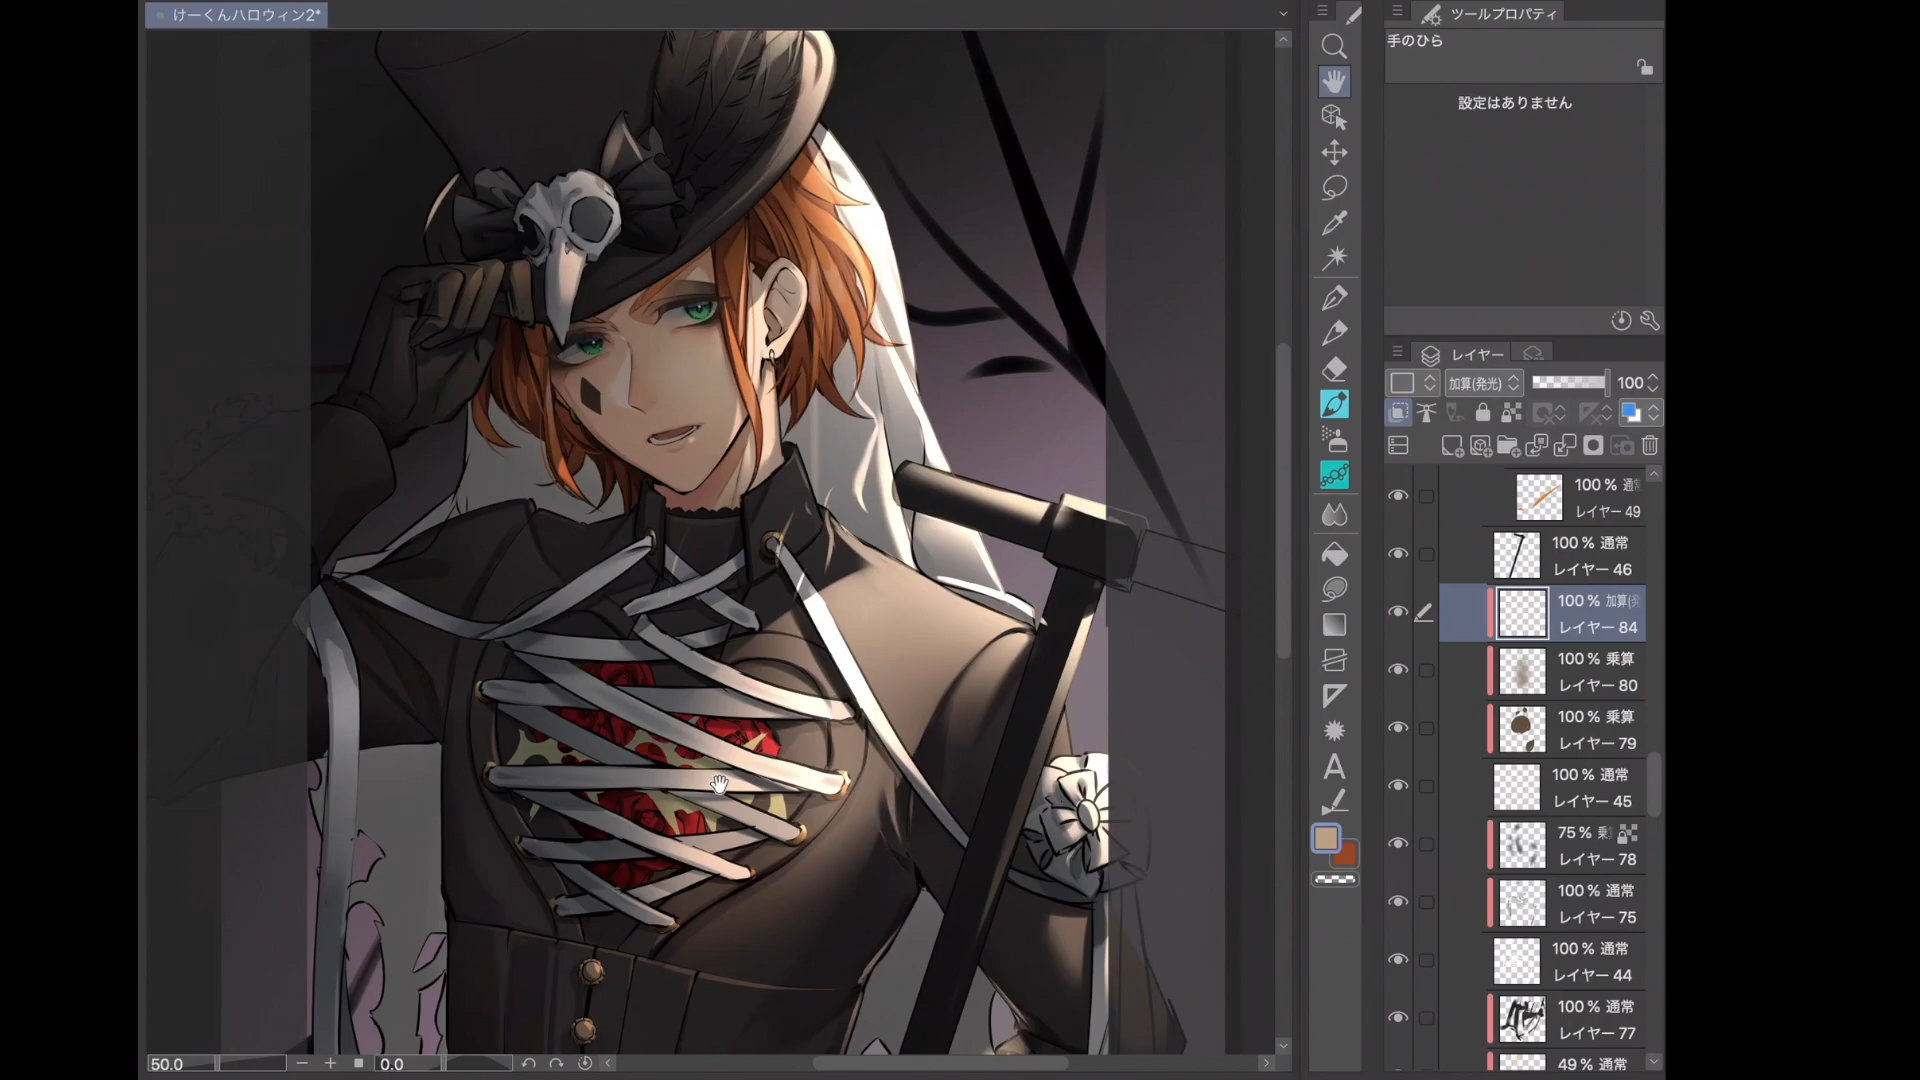 けーくんハロウィン2*
ツールプロパティ
手のひら
設定はありません
レイヤー
加算(発光)
100
100% 通常
レイヤー 49
100% 通常
レイヤー 46
100% 加算(発
レイヤー 84
100% 乗算
レイヤー 80
100% 乗算
レイヤー 79
100% 通常
レイヤー 45
75% 乗
レイヤー 78
100% 通常
レイヤー 75
100% 通常
レイヤー 44
100% 通常
レイヤー 77
49% 通常
50.0
0.0